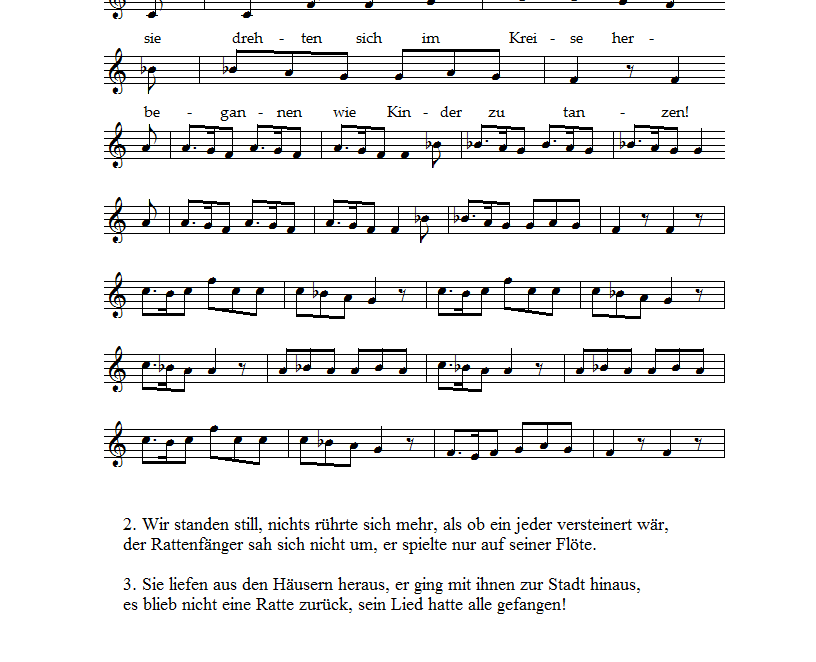 sie dreh - ten sich im Krei - se her -
be - gan - nen wie Kin - der zu tan - zen!
2. Wir standen still, nichts rührte sich mehr, als ob ein jeder versteinert wär,
der Rattenfänger sah sich nicht um, er spielte nur auf seiner Flöte.
3. Sie liefen aus den Häusern heraus, er ging mit ihnen zur Stadt hinaus,
es blieb nicht eine Ratte zurück, sein Lied hatte alle gefangen!